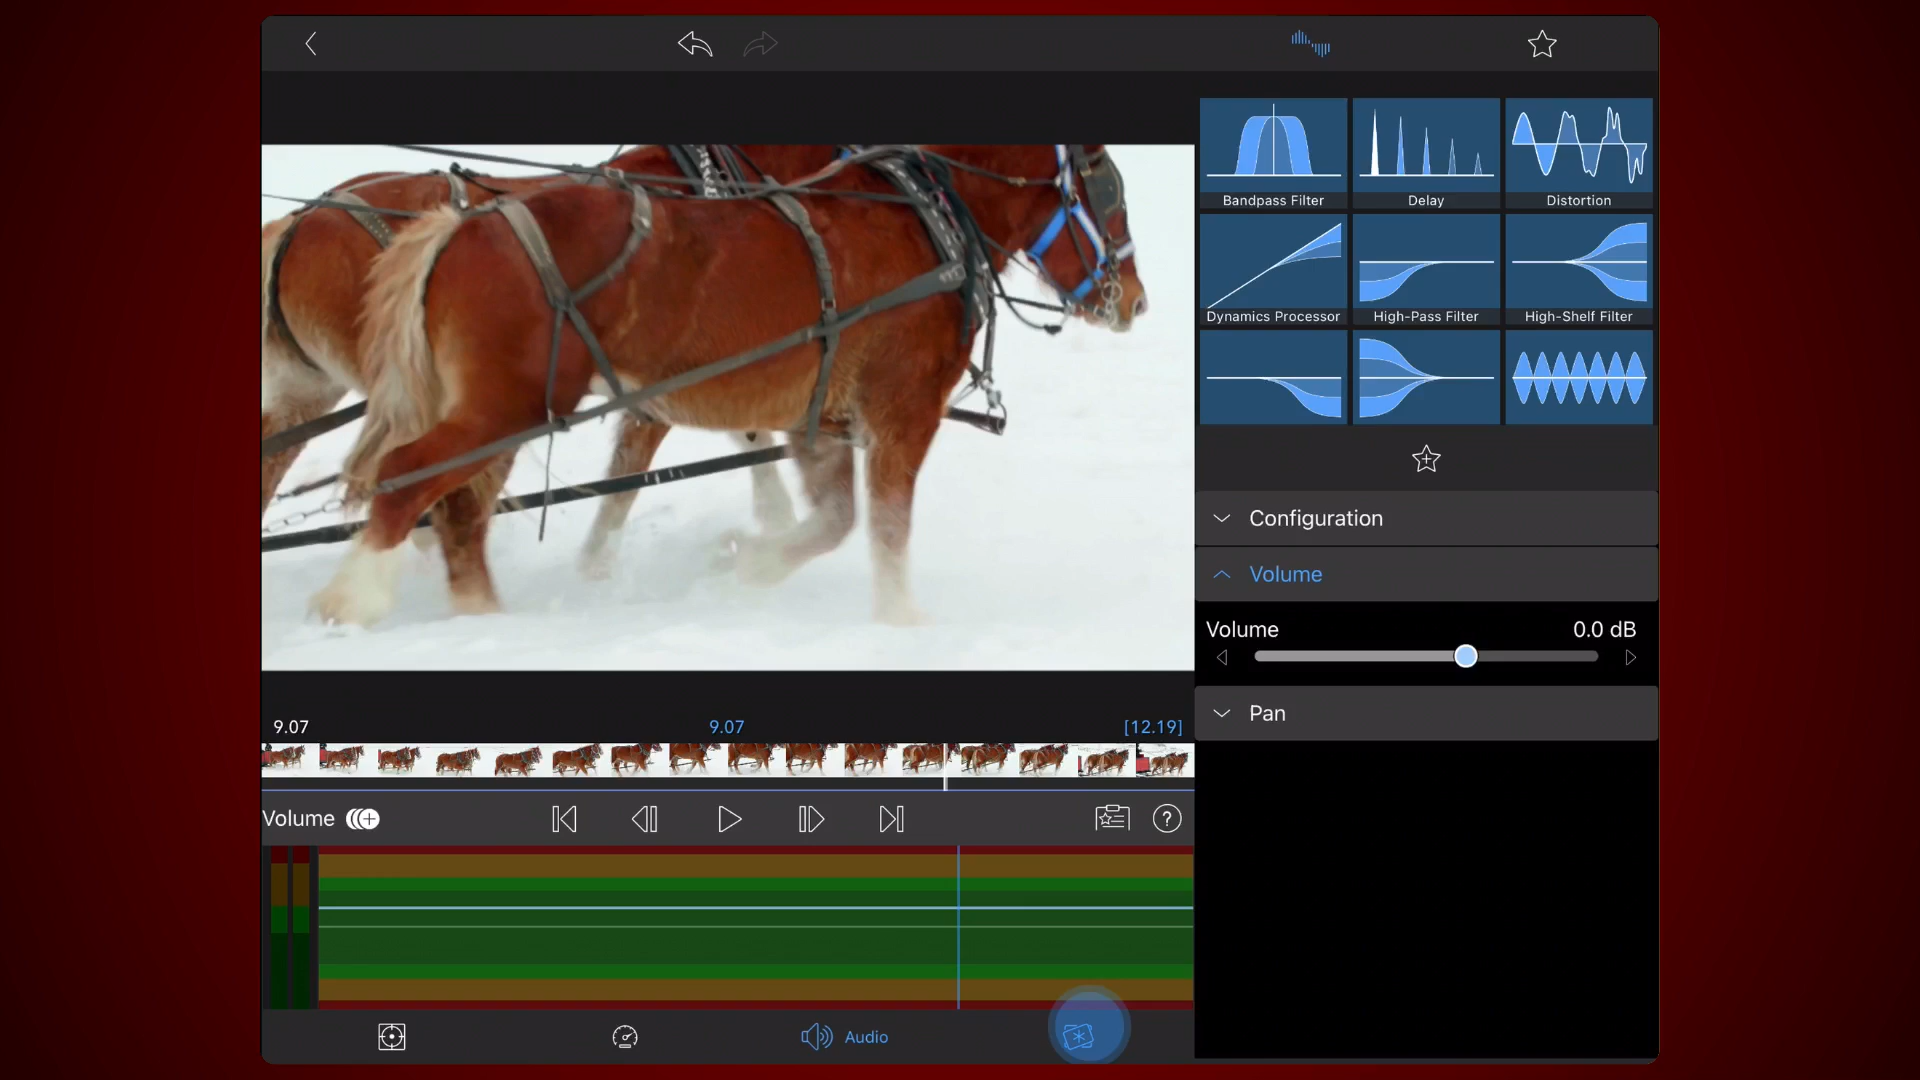 Bandpass Filter
Delay
Distortion
Dynamics Processor
High-Pass Filter
High-Shelf Filter
Configuration
Volume
Volume
0.0 dB
Pan
9.07
9.07
[12.19]
Volume
?
Audio